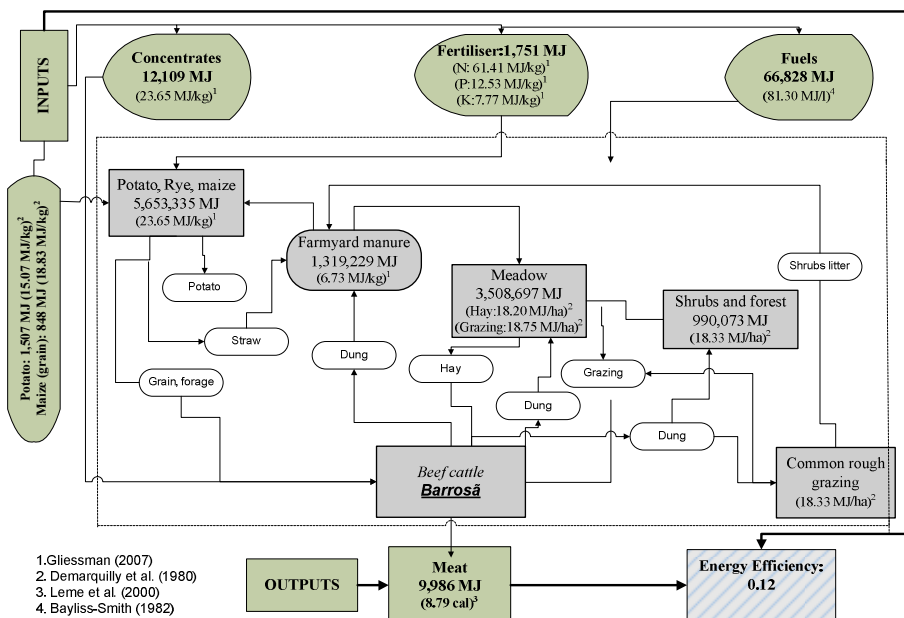 INPUTS
Concentrates
12,109 MJ
(23.65 MJ/kg)1
Fertiliser:1,751 MJ
(N: 61.41 MJ/kg)1
(P:12.53 MJ/kg)1
(K:7.77 MJ/kg)1
Fuels
66,828 MJ
(81.30 MJ/l)4
Potato: 1,507 MJ (15.07 MJ/kg)2
Maize (grain): 848 MJ (18.83 MJ/kg)2
Potato, Rye, maize
5,653,335 MJ
(23.65 MJ/kg)1
Farmyard manure
1,319,229 MJ
(6.73 MJ/kg)1
Meadow
3,508,697 MJ
(Hay:18.20 MJ/ha)2
(Grazing:18.75 MJ/ha)2
Shrubs and forest
990,073 MJ
(18.33 MJ/ha)2
Shrubs litter
Potato
Straw
Dung
Hay
Grazing
Grain, forage
Dung
Dung
Beef cattle
Barrosã
Common rough
grazing
(18.33 MJ/ha)2
1.Gliessman (2007)
2. Demarquilly et al. (1980)
3. Leme et al. (2000)
4. Bayliss-Smith (1982)
OUTPUTS
Meat
9,986 MJ
(8.79 cal)3
Energy Efficiency:
0.12